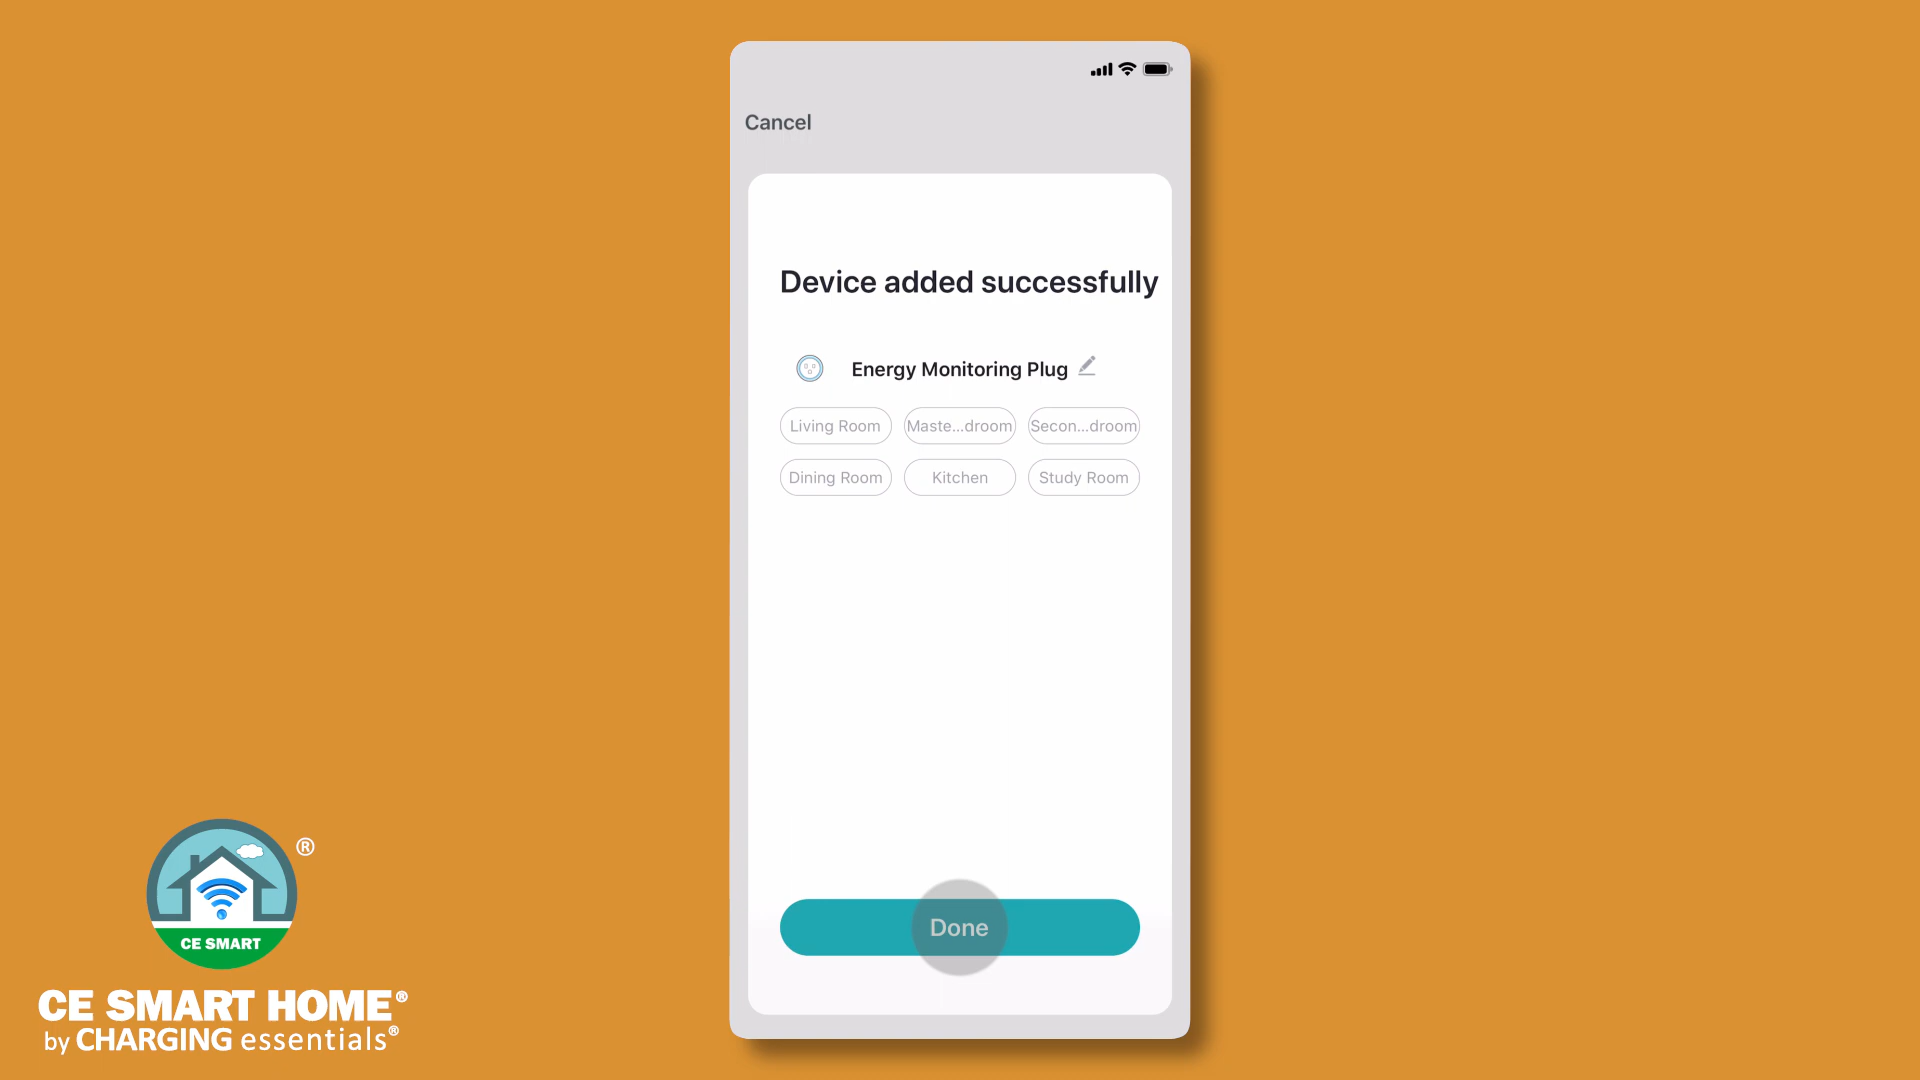 Cancel
Device added successfully
Energy Monitoring Plug
Living Room
Maste...droom
Secon...droom
Dining Room
Kitchen
Study Room
Done
®
CE SMART
CE SMART HOME®
by CHARGING essentials®